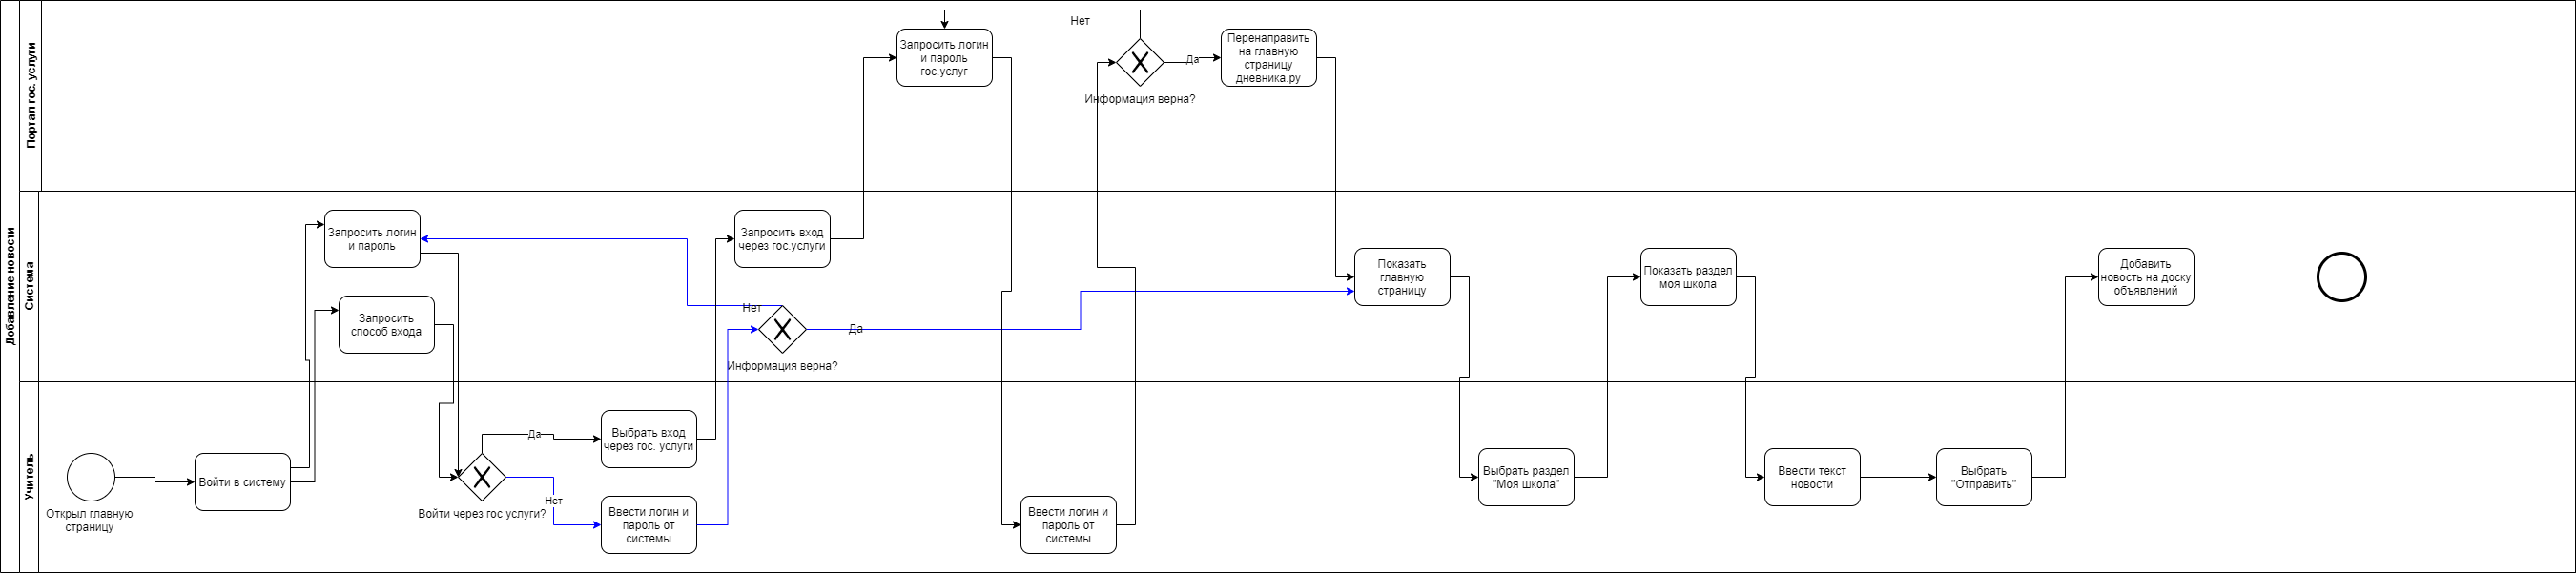 Добавление новости
Портал гос. услуги
Запросить логин
и пароль
гос.услуг
Нет
Информация верна?
Да
Перенаправить
на главную
страницу
дневника.ру
Система
Запросить логин
и пароль
Запросить
способ входа
Запросить вход
через гос.услуги
Нет
Да
Информация верна?
Показать
главную
страницу
Показать раздел
моя школа
Добавить
новость на доску
объявлений
Учитель
Открыл главную
страницу
Войти в систему
Войти через гос услуги?
Да
Нет
Выбрать вход
через гос. услуги
Ввести логин и
пароль от
системы
Ввести логин и
пароль от
системы
Выбрать раздел
"Моя школа"
Ввести текст
новости
Выбрать
"Отправить"